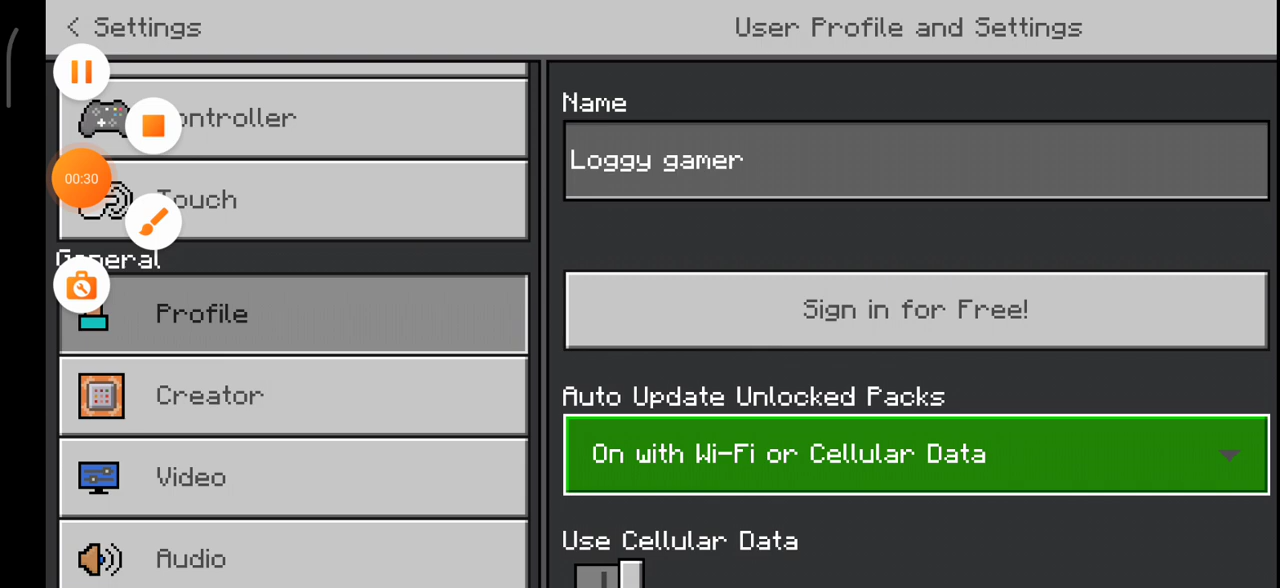 Settings
User Profile and Settings
ontroller
00:30
Touch
General
Profile
Creator
Video
Audio
Name
Loggy gamer
Sign in for Free!
Auto Update Unlocked Packs
On with Wi-Fi or Cellular Data
Use Cellular Data